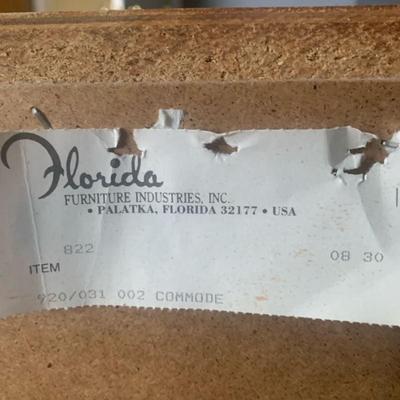 Florida
FURNITURE INDUSTRIES, INC.
• PALATKA, FLORIDA 32177 • USA
822 08 30
ITEM
920/031 002 COMMODE